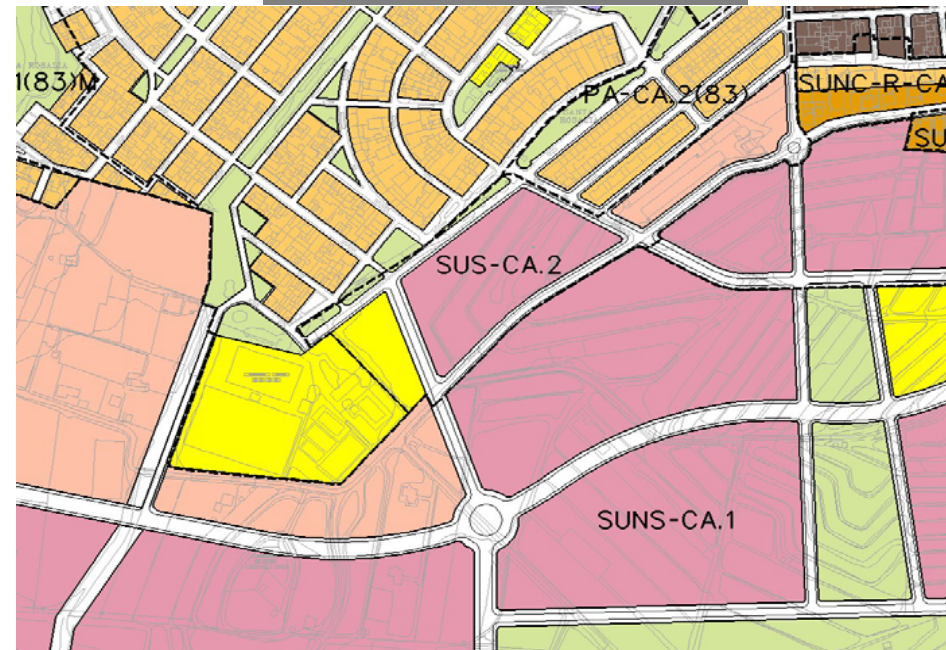 1(83)M
PA-CA.2(83)
SUNC-R-CA
SU
SUS-CA.2
SUNS-CA.1